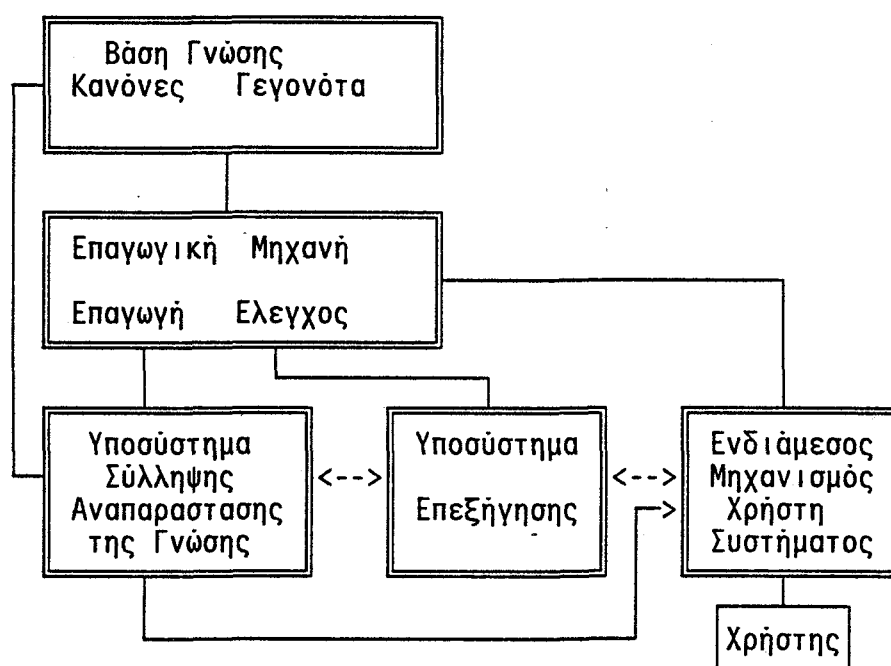 Βάση Γνώσης
Κανόνες Γεγονότα
Επαγωγική Μηχανή
Επαγωγή Ελεγχος
Υποσύστημα
Σύλληψης
Αναπαραστασης
της Γνώσης
<-->
Υποσύστημα
Επεξήγησης
<-->
Ενδιάμεσος
Μηχανισμός
> Χρήστη
Συστήματος
Χρήστης